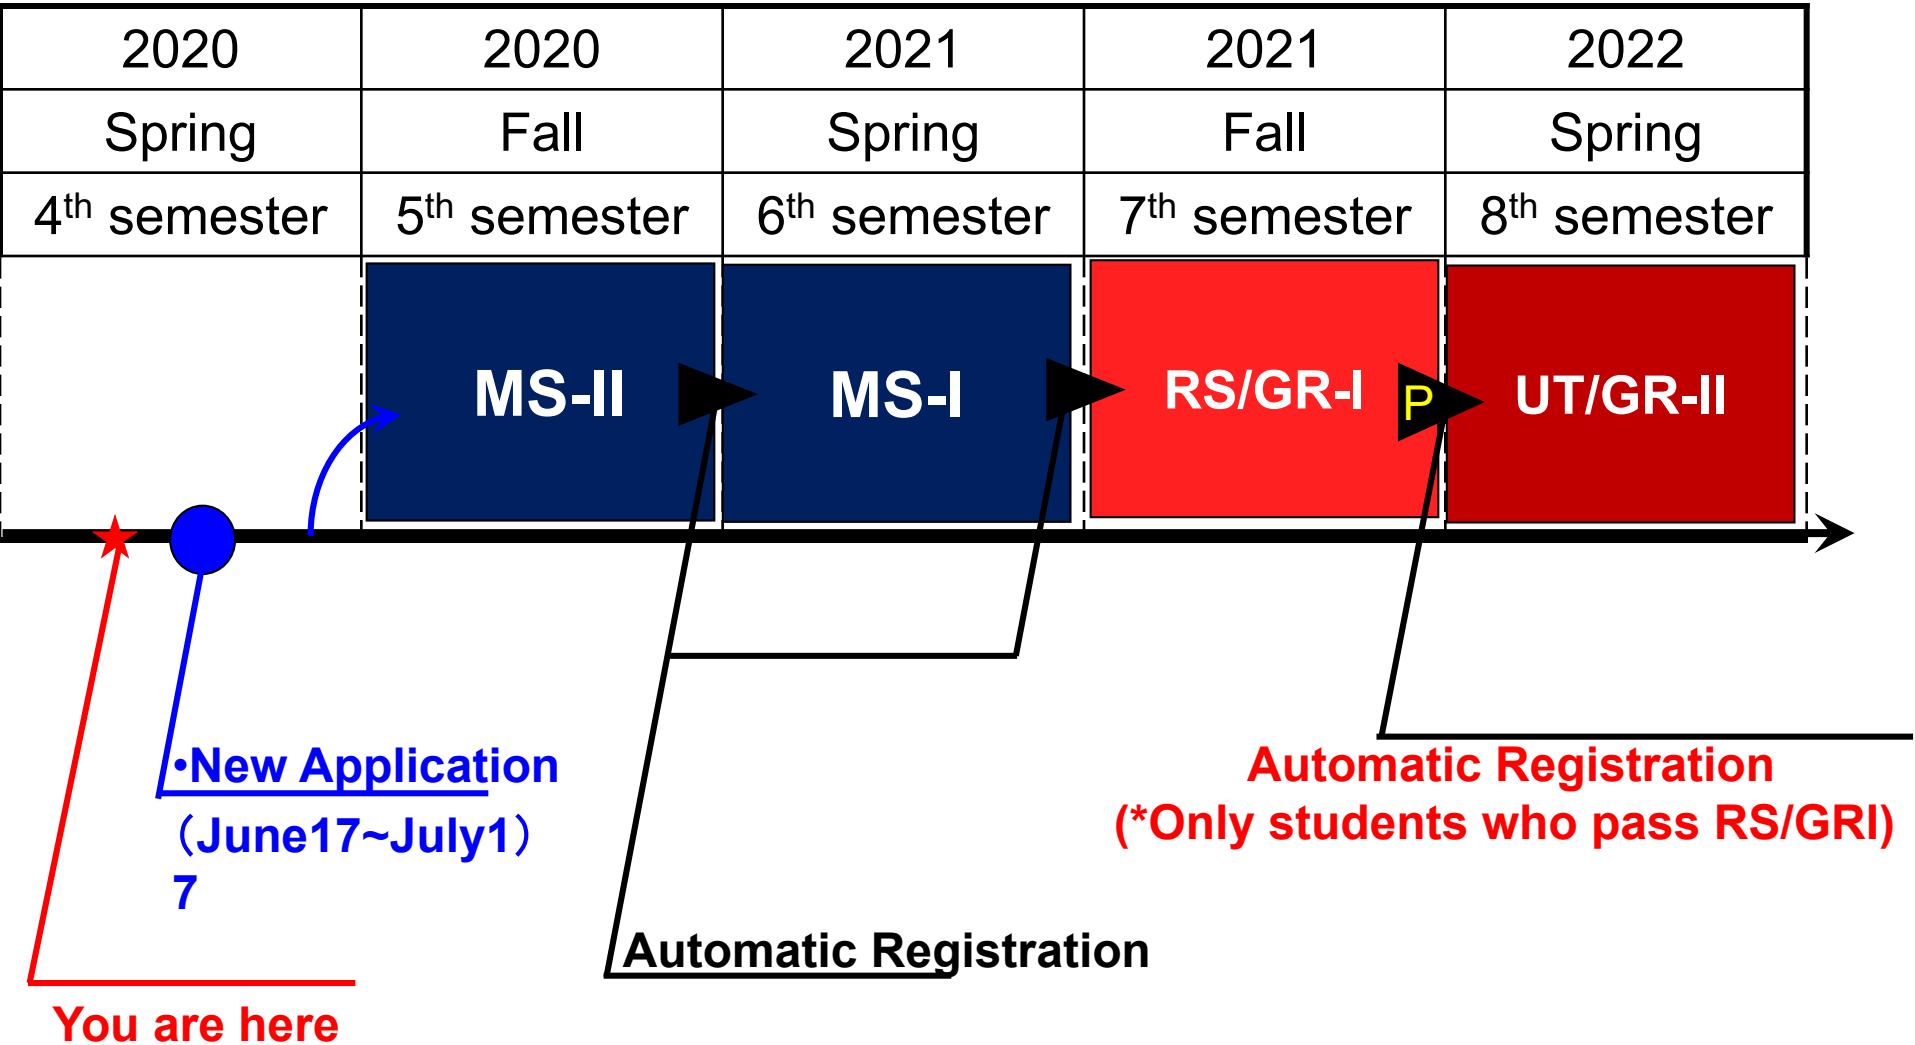 2020 2020 2021 2021 2022
Spring Fall Spring Fall Spring
4th semester 5th semester 6th semester 7th semester 8th semester
MS-II MS-I RS/GR-I P UT/GR-II
•New Application
（June17~July1）
7
Automatic Registration
(*Only students who pass RS/GRI)
Automatic Registration
You are here